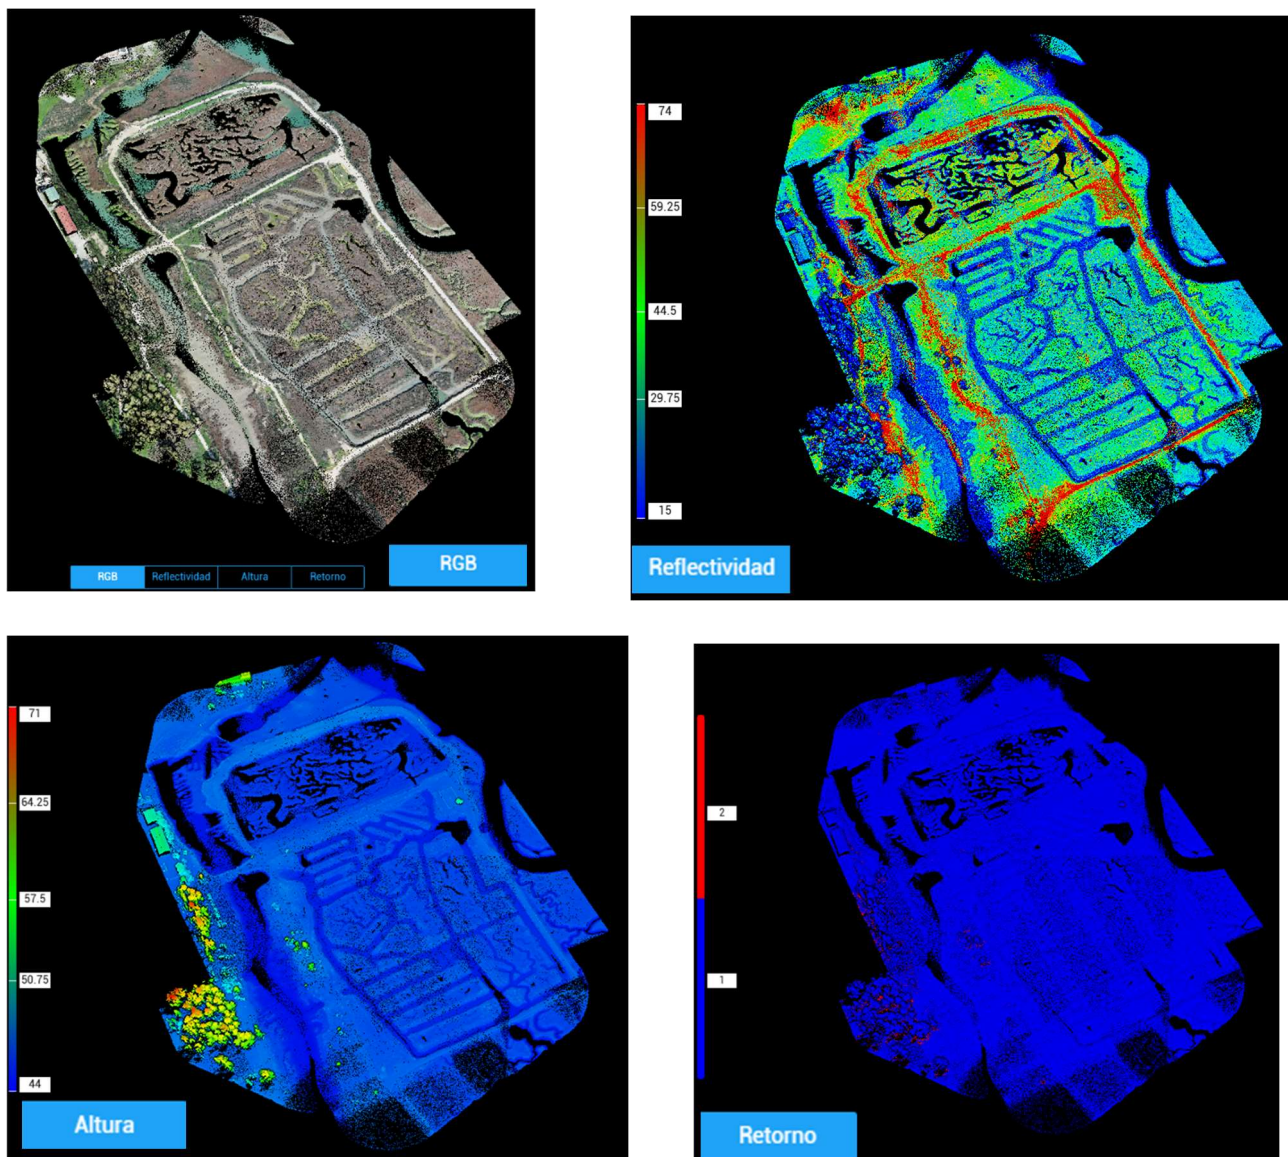 RGB Reflectividad Altura Retorno
RGB
74
59.25
44.5
29.75
15
Reflectividad
71
64.25
57.5
50.75
44
Altura
2
1
Retorno